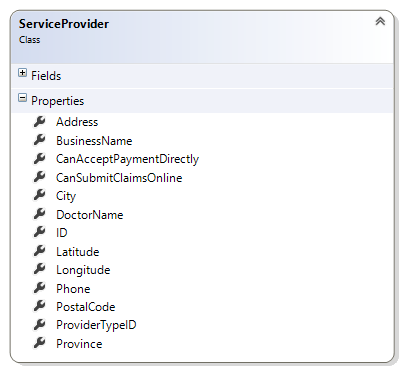 ServiceProvider
Class
Fields
Properties
Address
BusinessName
CanAcceptPaymentDirectly
CanSubmitClaimsOnline
City
DoctorName
ID
Latitude
Longitude
Phone
PostalCode
ProviderTypeID
Province